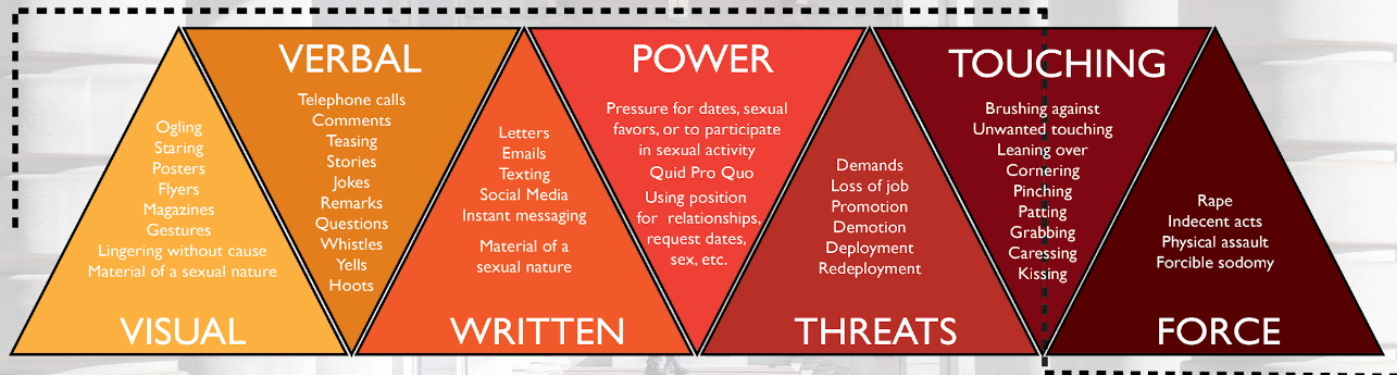 Ogling
Staring
Posters
Flyers
Magazines
Gestures
Lingering without cause
Material of a sexual nature
VISUAL
VERBAL
Telephone calls
Comments
Teasing
Stories
Jokes
Remarks
Questions
Whistles
Yells
Hoots
Letters
Emails
Texting
Social Media
Instant messaging
Material of a
sexual nature
WRITTEN
POWER
Pressure for dates, sexual
favors, or to participate
in sexual activity
Quid Pro Quo
Using position
for relationships,
request dates,
sex, etc.
Demands
Loss of job
Promotion
Demotion
Deployment
Redeployment
THREATS
TOUCHING
Brushing against
Unwanted touching
Leaning over
Cornering
Pinching
Patting
Grabbing
Caressing
Kissing
Rape
Indecent acts
Physical assault
Forcible sodomy
FORCE